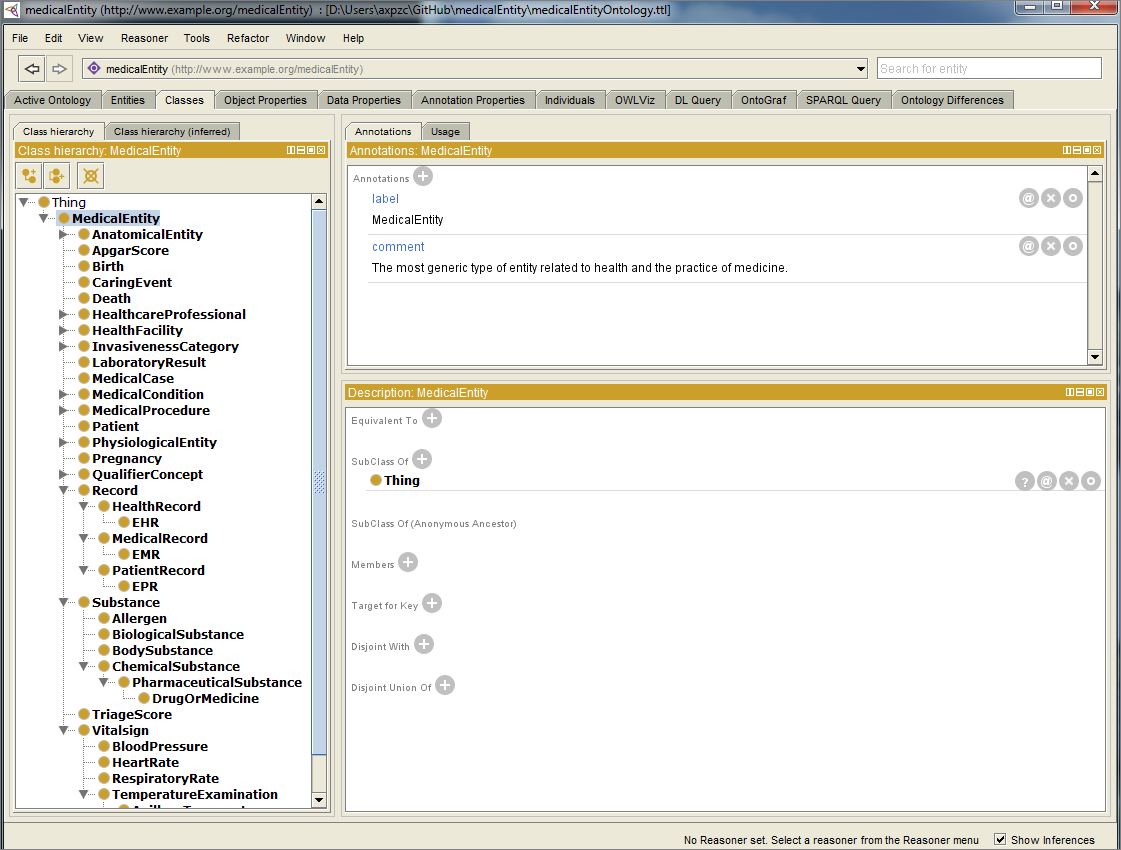 medicalEntity (http://www.example.org/medicalEntity) : [D:\Users\axpzc\GitHub\medicalEntity\medicalEntityOntology.ttl]
File Edit View Reasoner Tools Refactor Window Help
medicalEntity (http://www.example.org/medicalEntity)
Search for entity
Active Ontology Entities Classes Object Properties Data Properties Annotation Properties Individuals OWLViz DL Query OntoGraf SPARQL Query Ontology Differences
Class hierarchy Class hierarchy (inferred)
Class hierarchy: MedicalEntity
Thing
MedicalEntity
AnatomicalEntity
ApgarScore
Birth
CaringEvent
Death
HealthcareProfessional
HealthFacility
InvasivenessCategory
LaboratoryResult
MedicalCase
MedicalCondition
MedicalProcedure
Patient
PhysiologicalEntity
Pregnancy
QualifierConcept
Record
HealthRecord
EHR
MedicalRecord
EMR
PatientRecord
EPR
Substance
Allergen
BiologicalSubstance
BodySubstance
ChemicalSubstance
PharmaceuticalSubstance
DrugOrMedicine
TriageScore
Vitalsign
BloodPressure
HeartRate
RespiratoryRate
TemperatureExamination
Annotations Usage
Annotations: MedicalEntity
Annotations
label
MedicalEntity
comment
The most generic type of entity related to health and the practice of medicine.
Description: MedicalEntity
Equivalent To
SubClass Of
Thing
SubClass Of (Anonymous Ancestor)
Members
Target for Key
Disjoint With
Disjoint Union Of
No Reasoner set. Select a reasoner from the Reasoner menu Show Inferences